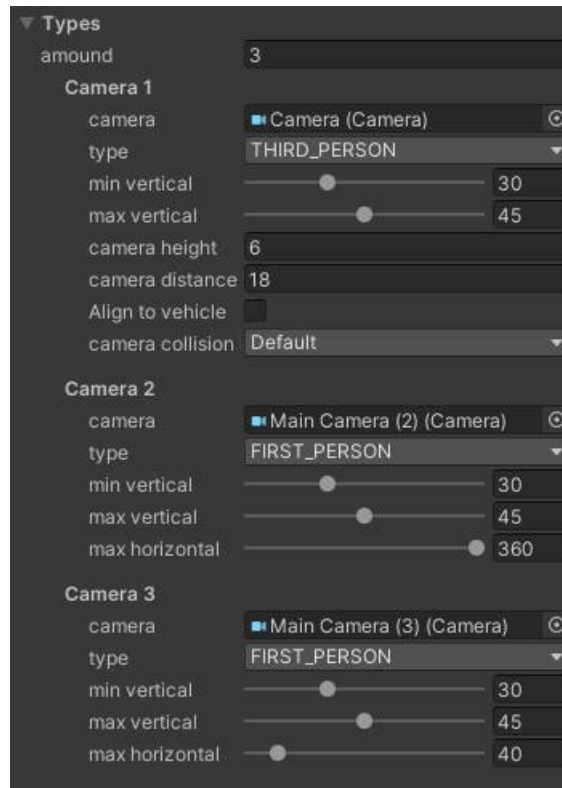 Types
amound 3
Camera 1
camera Camera (Camera)
type THIRD_PERSON
min vertical 30
max vertical 45
camera height 6
camera distance 18
Align to vehicle
camera collision Default
Camera 2
camera Main Camera (2) (Camera)
type FIRST_PERSON
min vertical 30
max vertical 45
max horizontal 360
Camera 3
camera Main Camera (3) (Camera)
type FIRST_PERSON
min vertical 30
max vertical 45
max horizontal 40